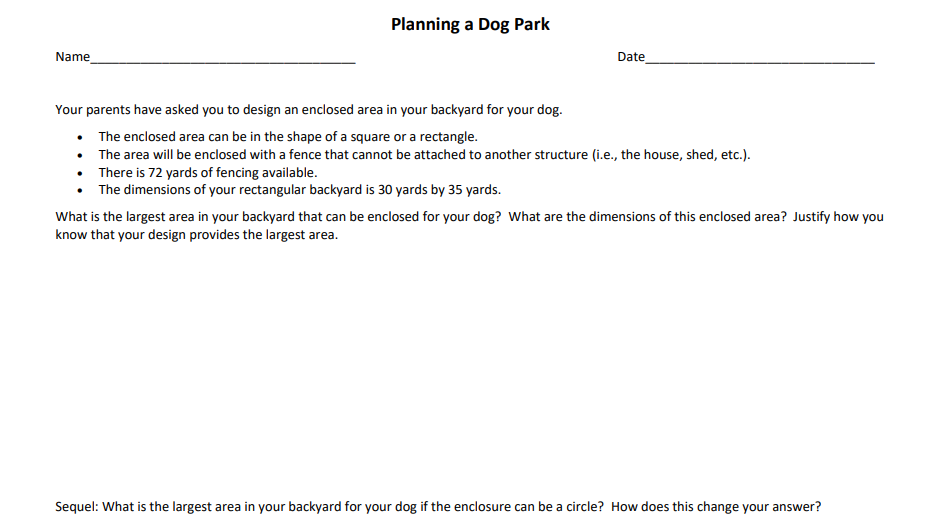 Planning a Dog Park
Name______________________________________ Date_________________________________
Your parents have asked you to design an enclosed area in your backyard for your dog.
• The enclosed area can be in the shape of a square or a rectangle.
• The area will be enclosed with a fence that cannot be attached to another structure (i.e., the house, shed, etc.).
• There is 72 yards of fencing available.
• The dimensions of your rectangular backyard is 30 yards by 35 yards.
What is the largest area in your backyard that can be enclosed for your dog?  What are the dimensions of this enclosed area?  Justify how you
know that your design provides the largest area.
Sequel: What is the largest area in your backyard for your dog if the enclosure can be a circle?  How does this change your answer?